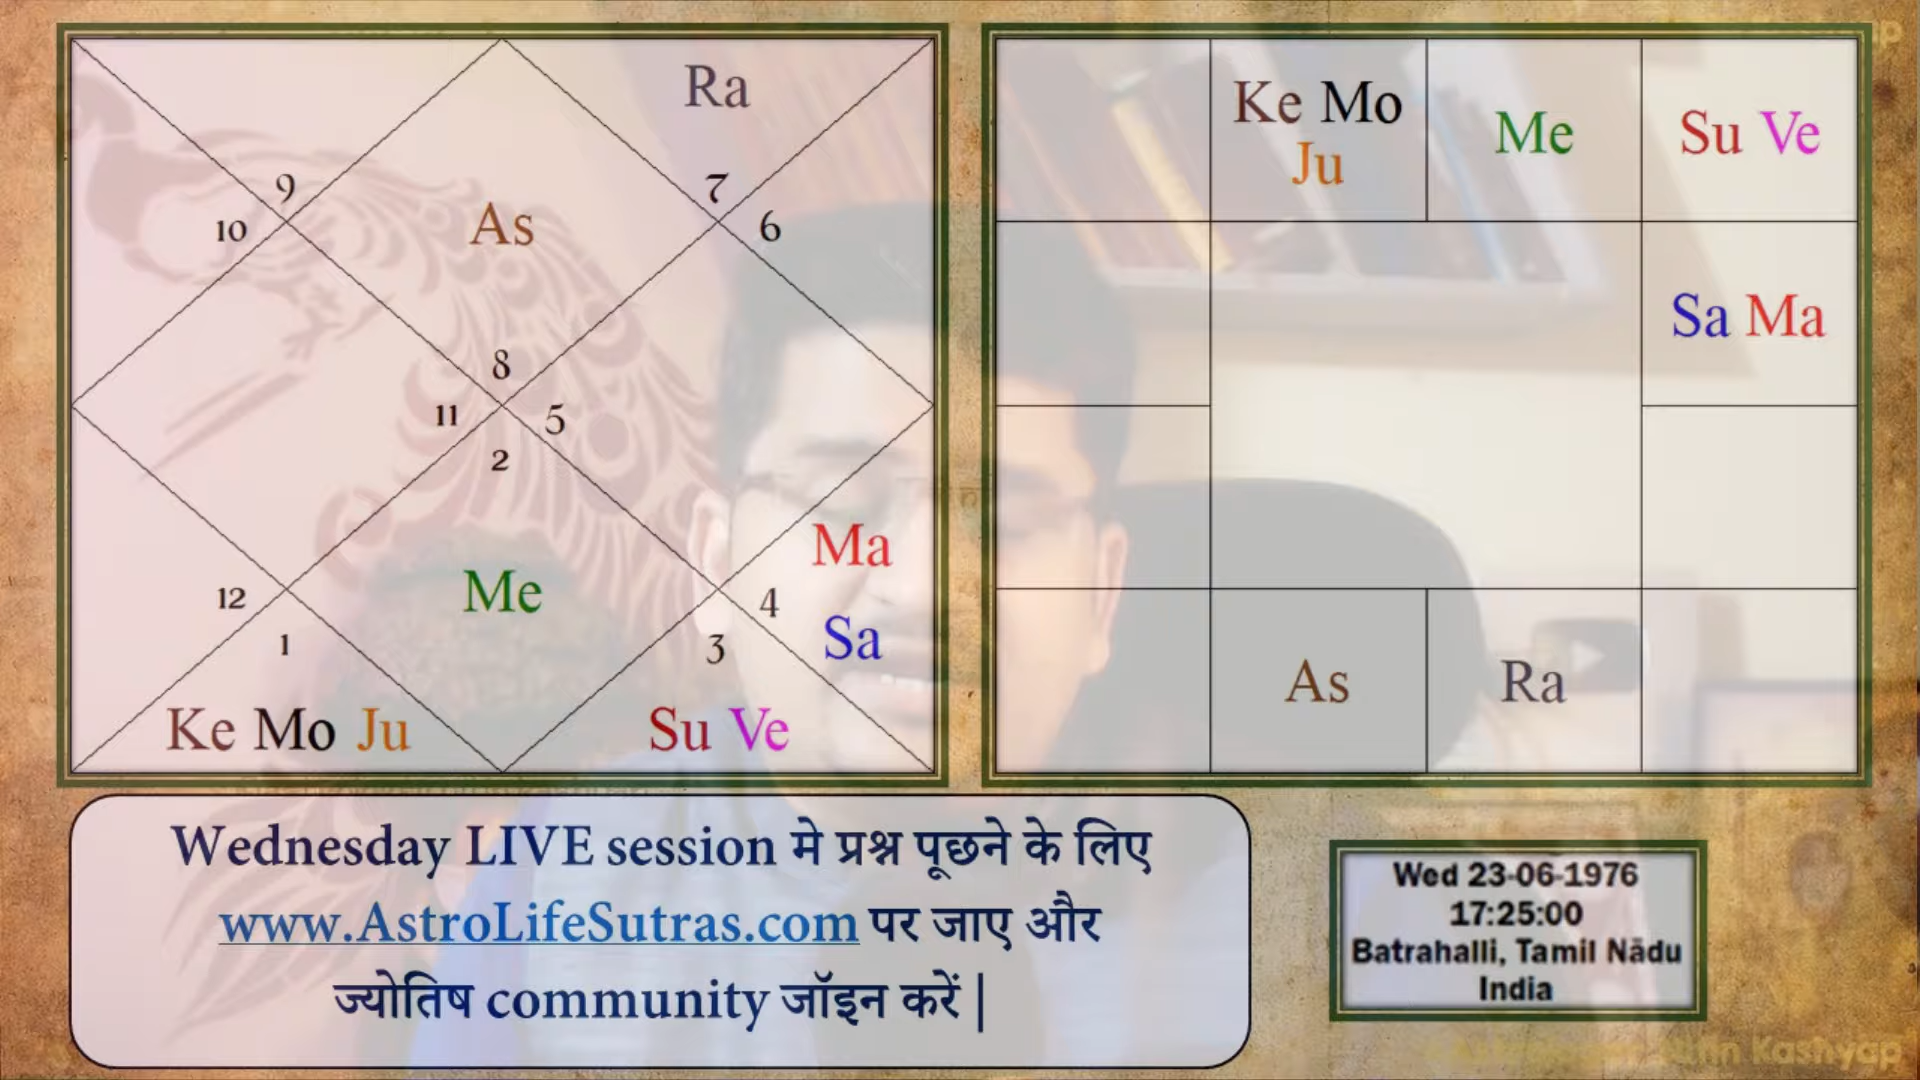 Ra
9
7
10
As
6
8
11
5
2
Ma
12
Me
4
Sa
1
3
Ke Mo Ju
Su Ve
Ke Mo
Ju
Me
Su Ve
Sa Ma
As
Ra
Wednesday LIVE session मे प्रश्न पूछने के लिए
www.AstroLifeSutras.com पर जाए और
ज्योतिष community जॉइन करें |
Wed 23-06-1976
17:25:00
Batrahalli, Tamil Nādu
India
Kashyap